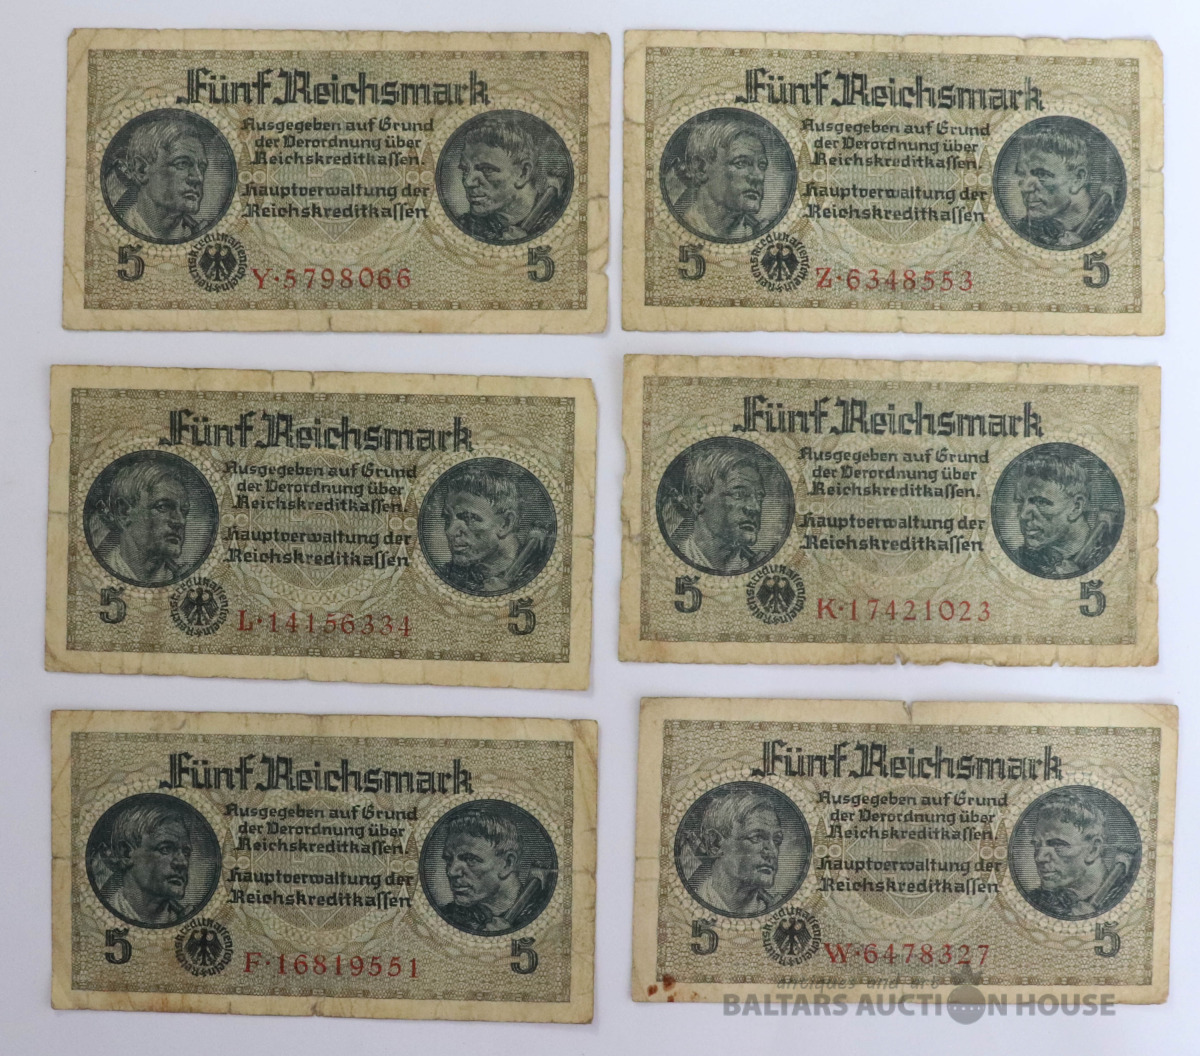 Fünf Reichsmark
Ausgegeben auf Grund
der Verordnung über
Reichskreditkassen.
Hauptverwaltung der
Reichskreditkassen
5 Y·5798066 5
Fünf Reichsmark
Ausgegeben auf Grund
der Verordnung über
Reichskreditkassen.
Hauptverwaltung der
Reichskreditkassen
5 Z·6348553 5
Fünf Reichsmark
Ausgegeben auf Grund
der Verordnung über
Reichskreditkassen.
Hauptverwaltung der
Reichskreditkassen
5 L·14156334 5
Fünf Reichsmark
Ausgegeben auf Grund
der Verordnung über
Reichskreditkassen.
Hauptverwaltung der
Reichskreditkassen
5 K·17421023 5
Fünf Reichsmark
Ausgegeben auf Grund
der Verordnung über
Reichskreditkassen.
Hauptverwaltung der
Reichskreditkassen
5 F·16819551 5
Fünf Reichsmark
Ausgegeben auf Grund
der Verordnung über
Reichskreditkassen.
Hauptverwaltung der
Reichskreditkassen
5 W·6478327 5
antiques and art
BALTARS AUCTION HOUSE